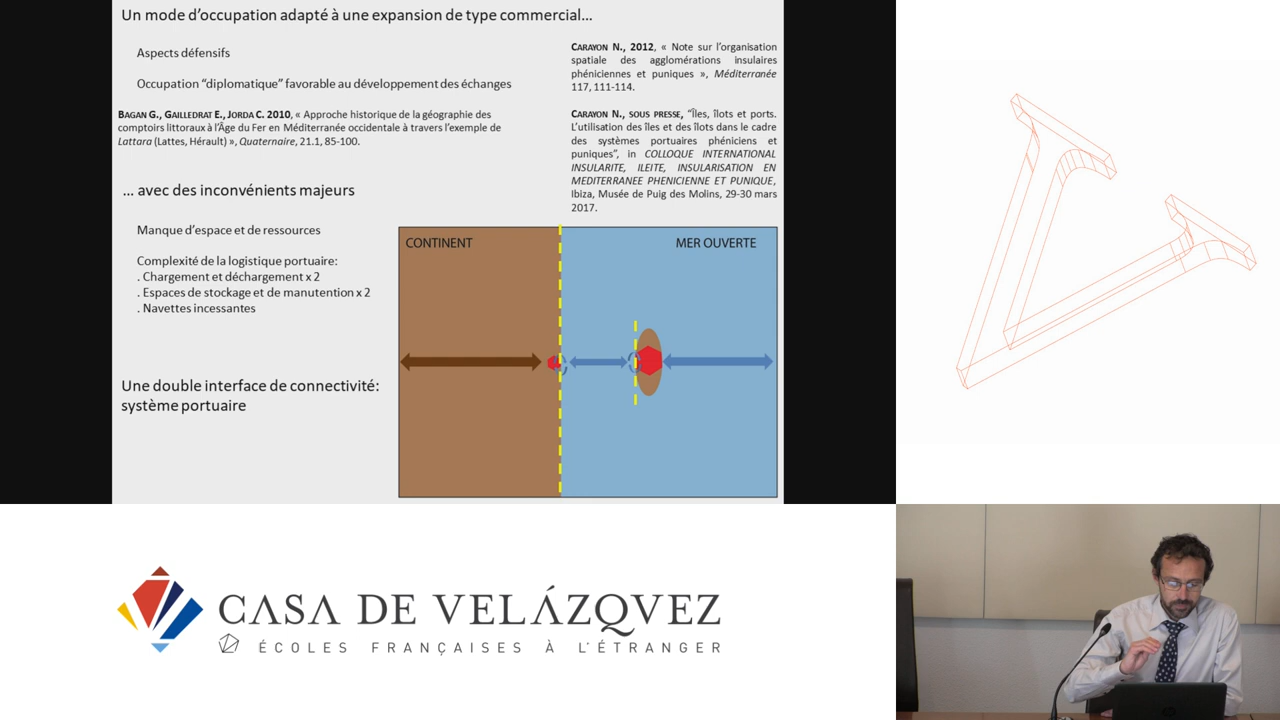 Un mode d’occupation adapté à une expansion de type commercial…
Aspects défensifs
Occupation “diplomatique” favorable au développement des échanges
BAGAN G., GAILLEDRAT E., JORDA C. 2010, « Approche historique de la géographie des
comptoirs littoraux à l’Âge du Fer en Méditerranée occidentale à travers l’exemple de
Lattara (Lattes, Hérault) », Quaternaire, 21.1, 85-100.
CARAYON N., 2012, « Note sur l’organisation
spatiale des agglomérations insulaires
phéniciennes et puniques », Méditerranée
117, 111-114.
CARAYON N., SOUS PRESSE, “Îles, îlots et ports.
L’utilisation des îles et des îlots dans le cadre
des systèmes portuaires phéniciens et
puniques”, in COLLOQUE INTERNATIONAL
INSULARITE, ILEITE, INSULARISATION EN
MEDITERRANEE PHENICIENNE ET PUNIQUE,
Ibiza, Musée de Puig des Molins, 29-30 mars
2017.
… avec des inconvénients majeurs
Manque d’espace et de ressources
Complexité de la logistique portuaire:
. Chargement et déchargement x 2
. Espaces de stockage et de manutention x 2
. Navettes incessantes
Une double interface de connectivité:
système portuaire
CONTINENT
MER OUVERTE
CASA DE VELÁZQVEZ
ÉCOLES FRANÇAISES À L’ÉTRANGER